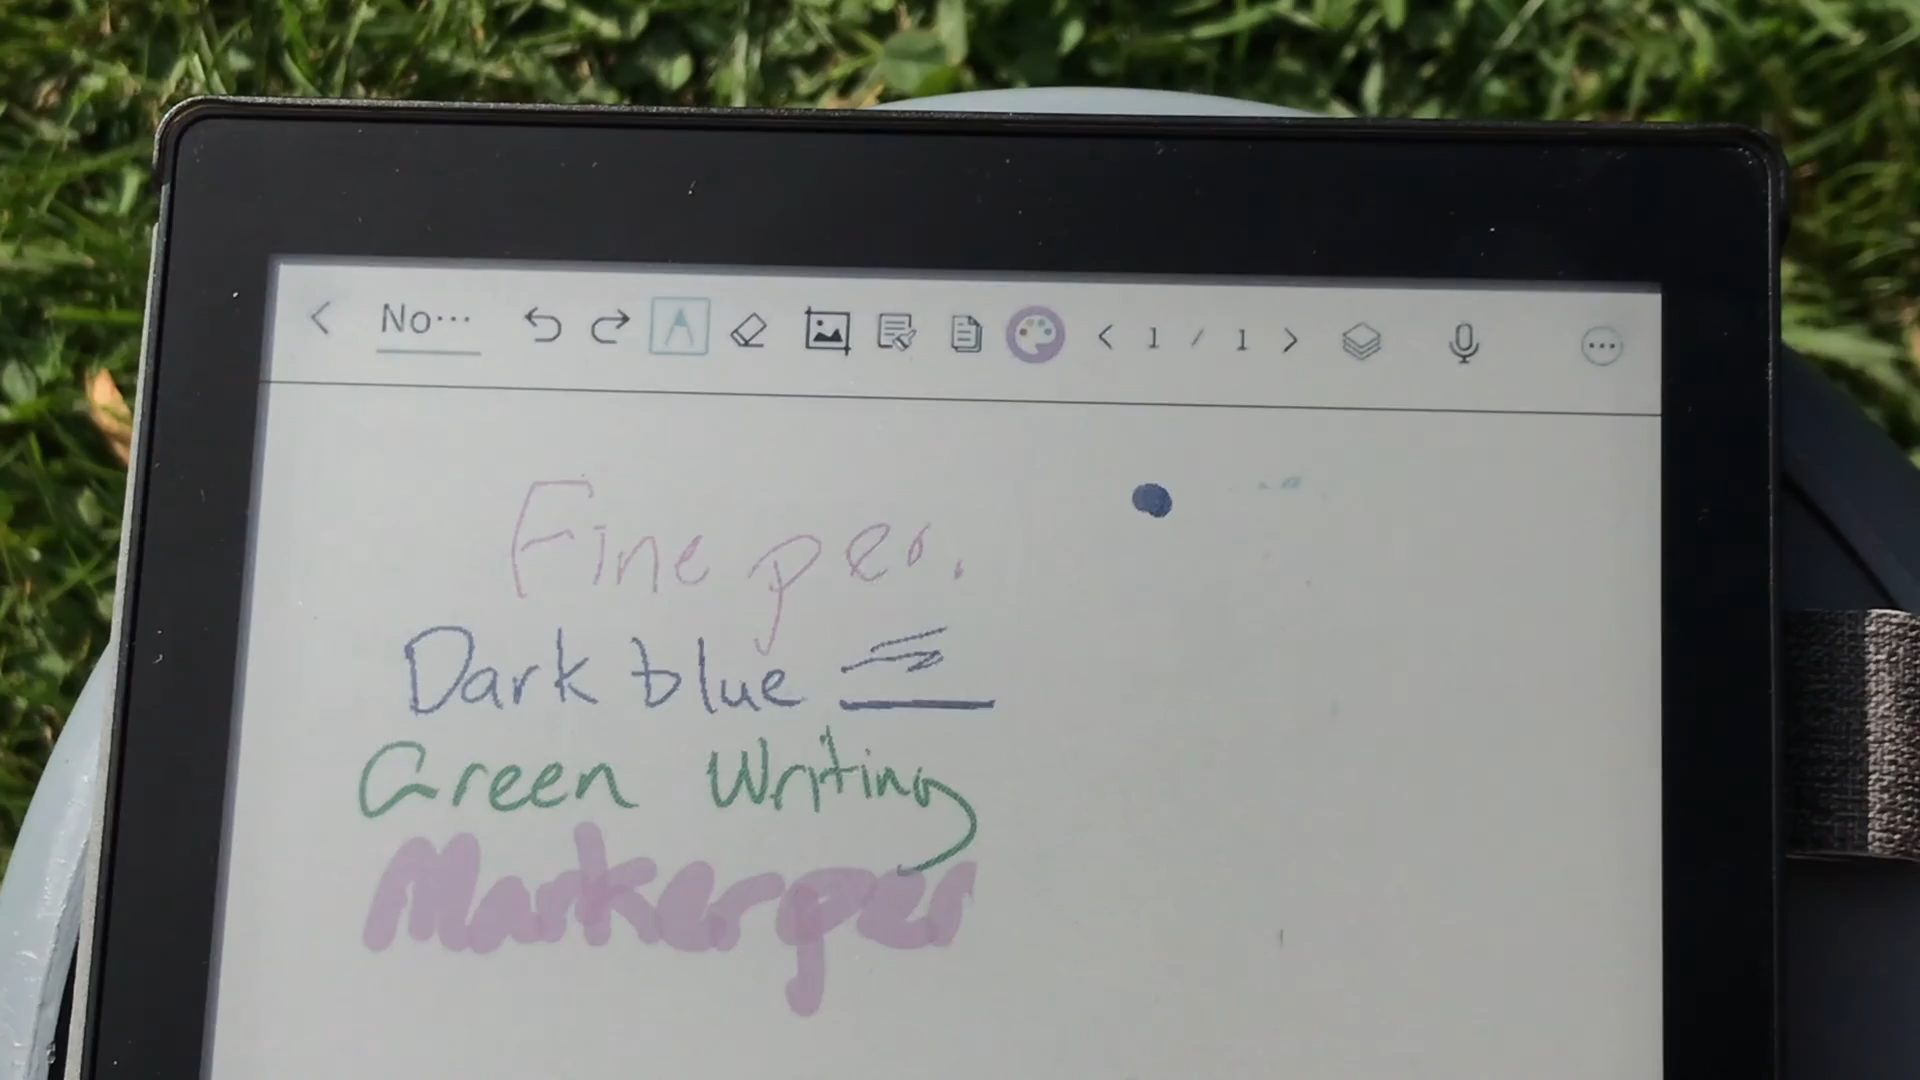 No... 1 / 1
Fine pen.
Dark blue
Green Writing
Markerpen